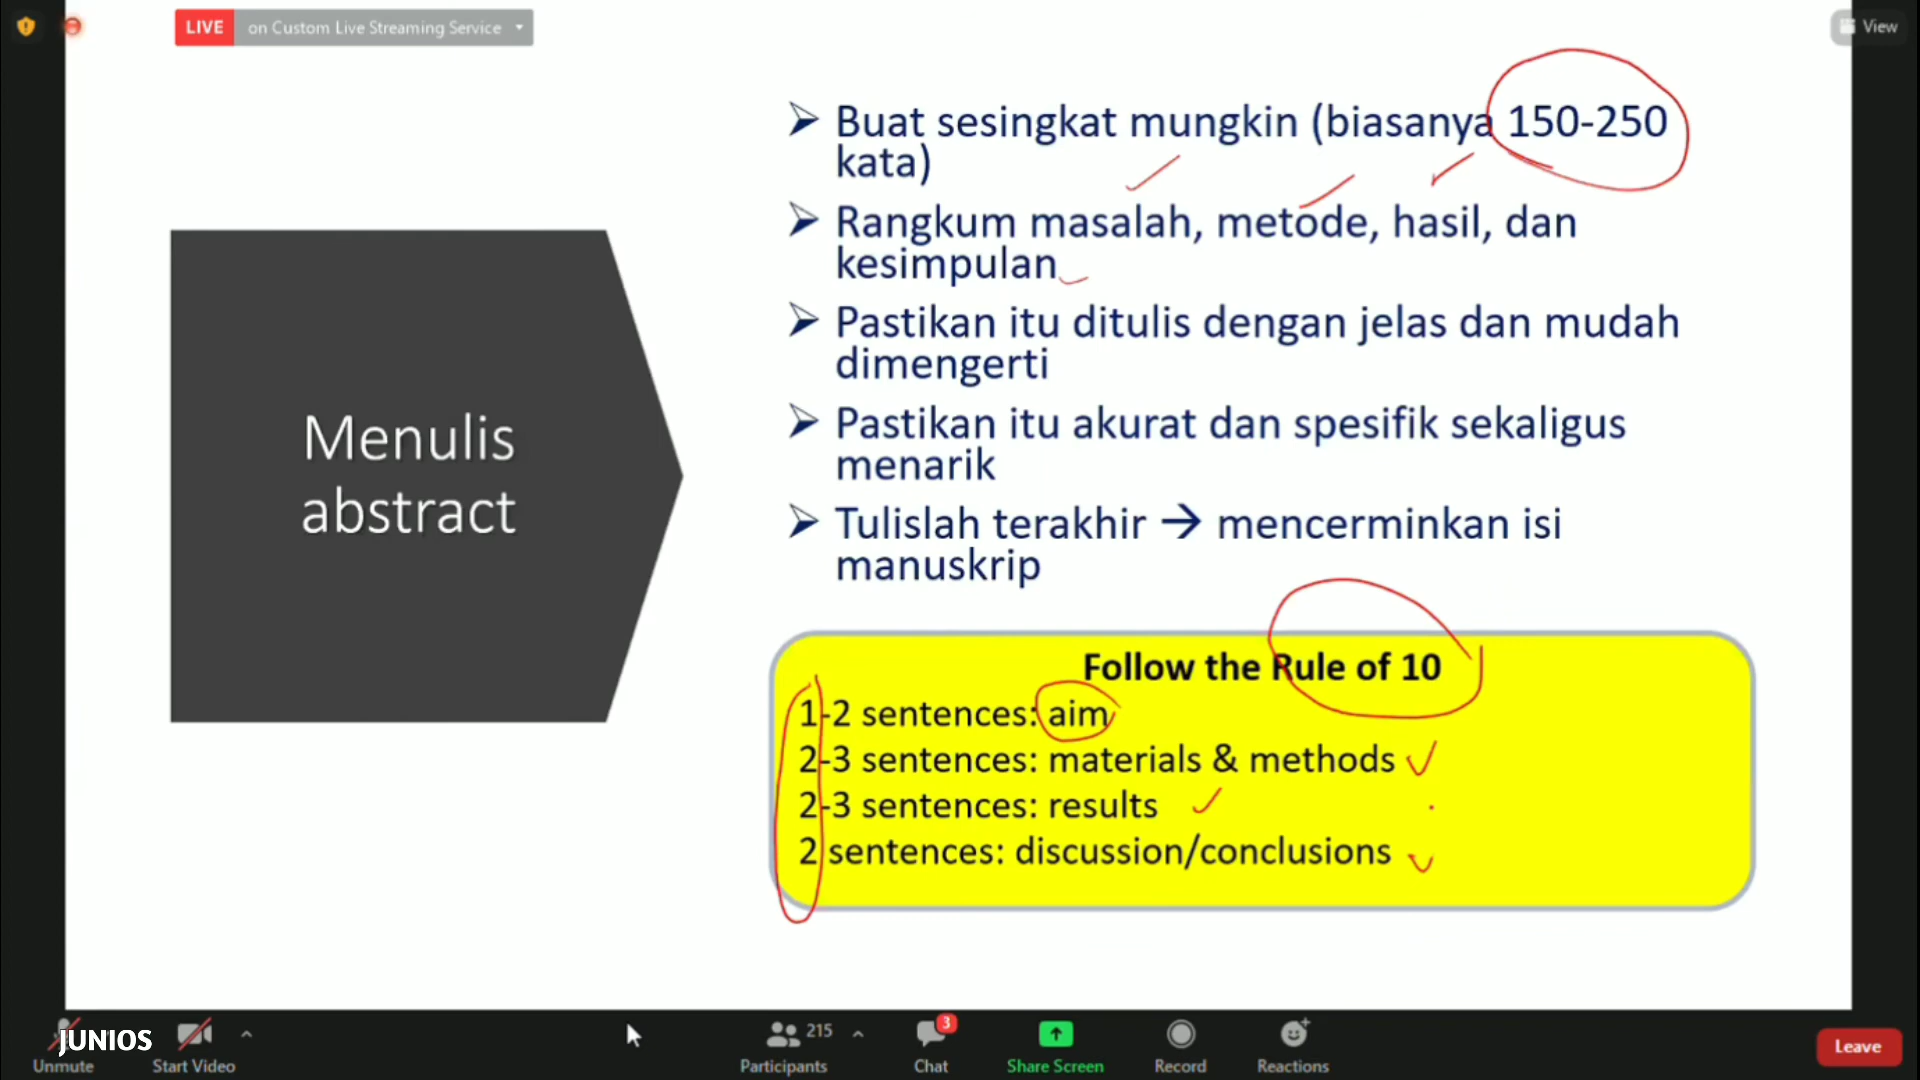 LIVE on Custom Live Streaming Service
View
Menulis
abstract
➢ Buat sesingkat mungkin (biasanya 150-250
kata)
➢ Rangkum masalah, metode, hasil, dan
kesimpulan
➢ Pastikan itu ditulis dengan jelas dan mudah
dimengerti
➢ Pastikan itu akurat dan spesifik sekaligus
menarik
➢ Tulislah terakhir → mencerminkan isi
manuskrip
Follow the Rule of 10
1-2 sentences: aim
2-3 sentences: materials & methods
2-3 sentences: results
2 sentences: discussion/conclusions
JUNIOS
Unmute
Start Video
215
Participants
3
Chat
Share Screen
Record
Reactions
Leave